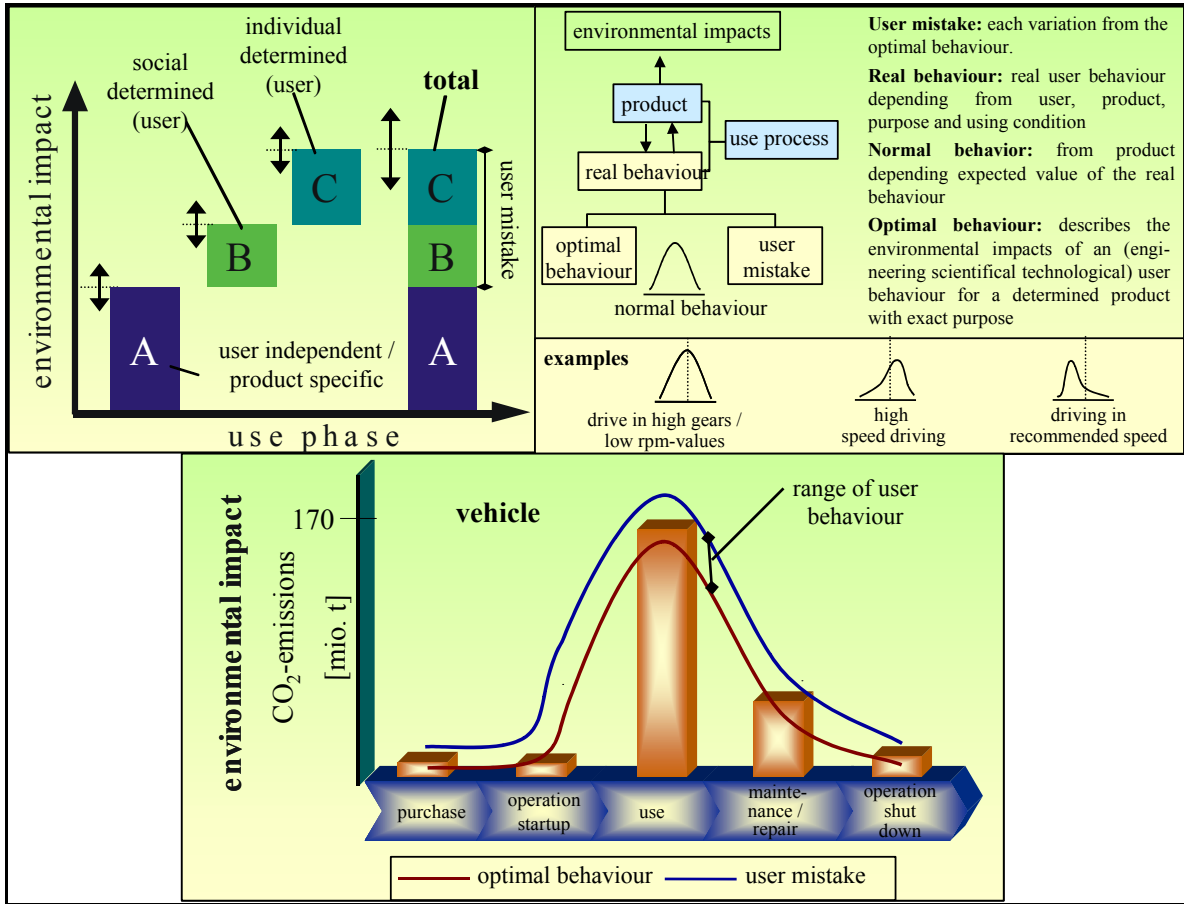 individual
determined
(user)
social
determined
(user)
total
environmental impact
C
C
user mistake
B
B
A
A
user independent /
product specific
use phase
environmental impacts
product
use process
real behaviour
optimal
behaviour
user
mistake
normal behaviour
User mistake: each variation from the
optimal behaviour.
Real behaviour: real user behaviour
depending from user, product,
purpose and using condition
Normal behavior: from product
depending expected value of the real
behaviour
Optimal behaviour: describes the
environmental impacts of an (engi-
neering scientifical technological) user
behaviour for a determined product
with exact purpose
examples
drive in high gears /
low rpm-values
high
speed driving
driving in
recommended speed
environmental impact
CO₂-emissions
[mio. t]
170
vehicle
range of user
behaviour
purchase
operation
startup
use
mainte-
nance /
repair
operation
shut
down
optimal behaviour
user mistake